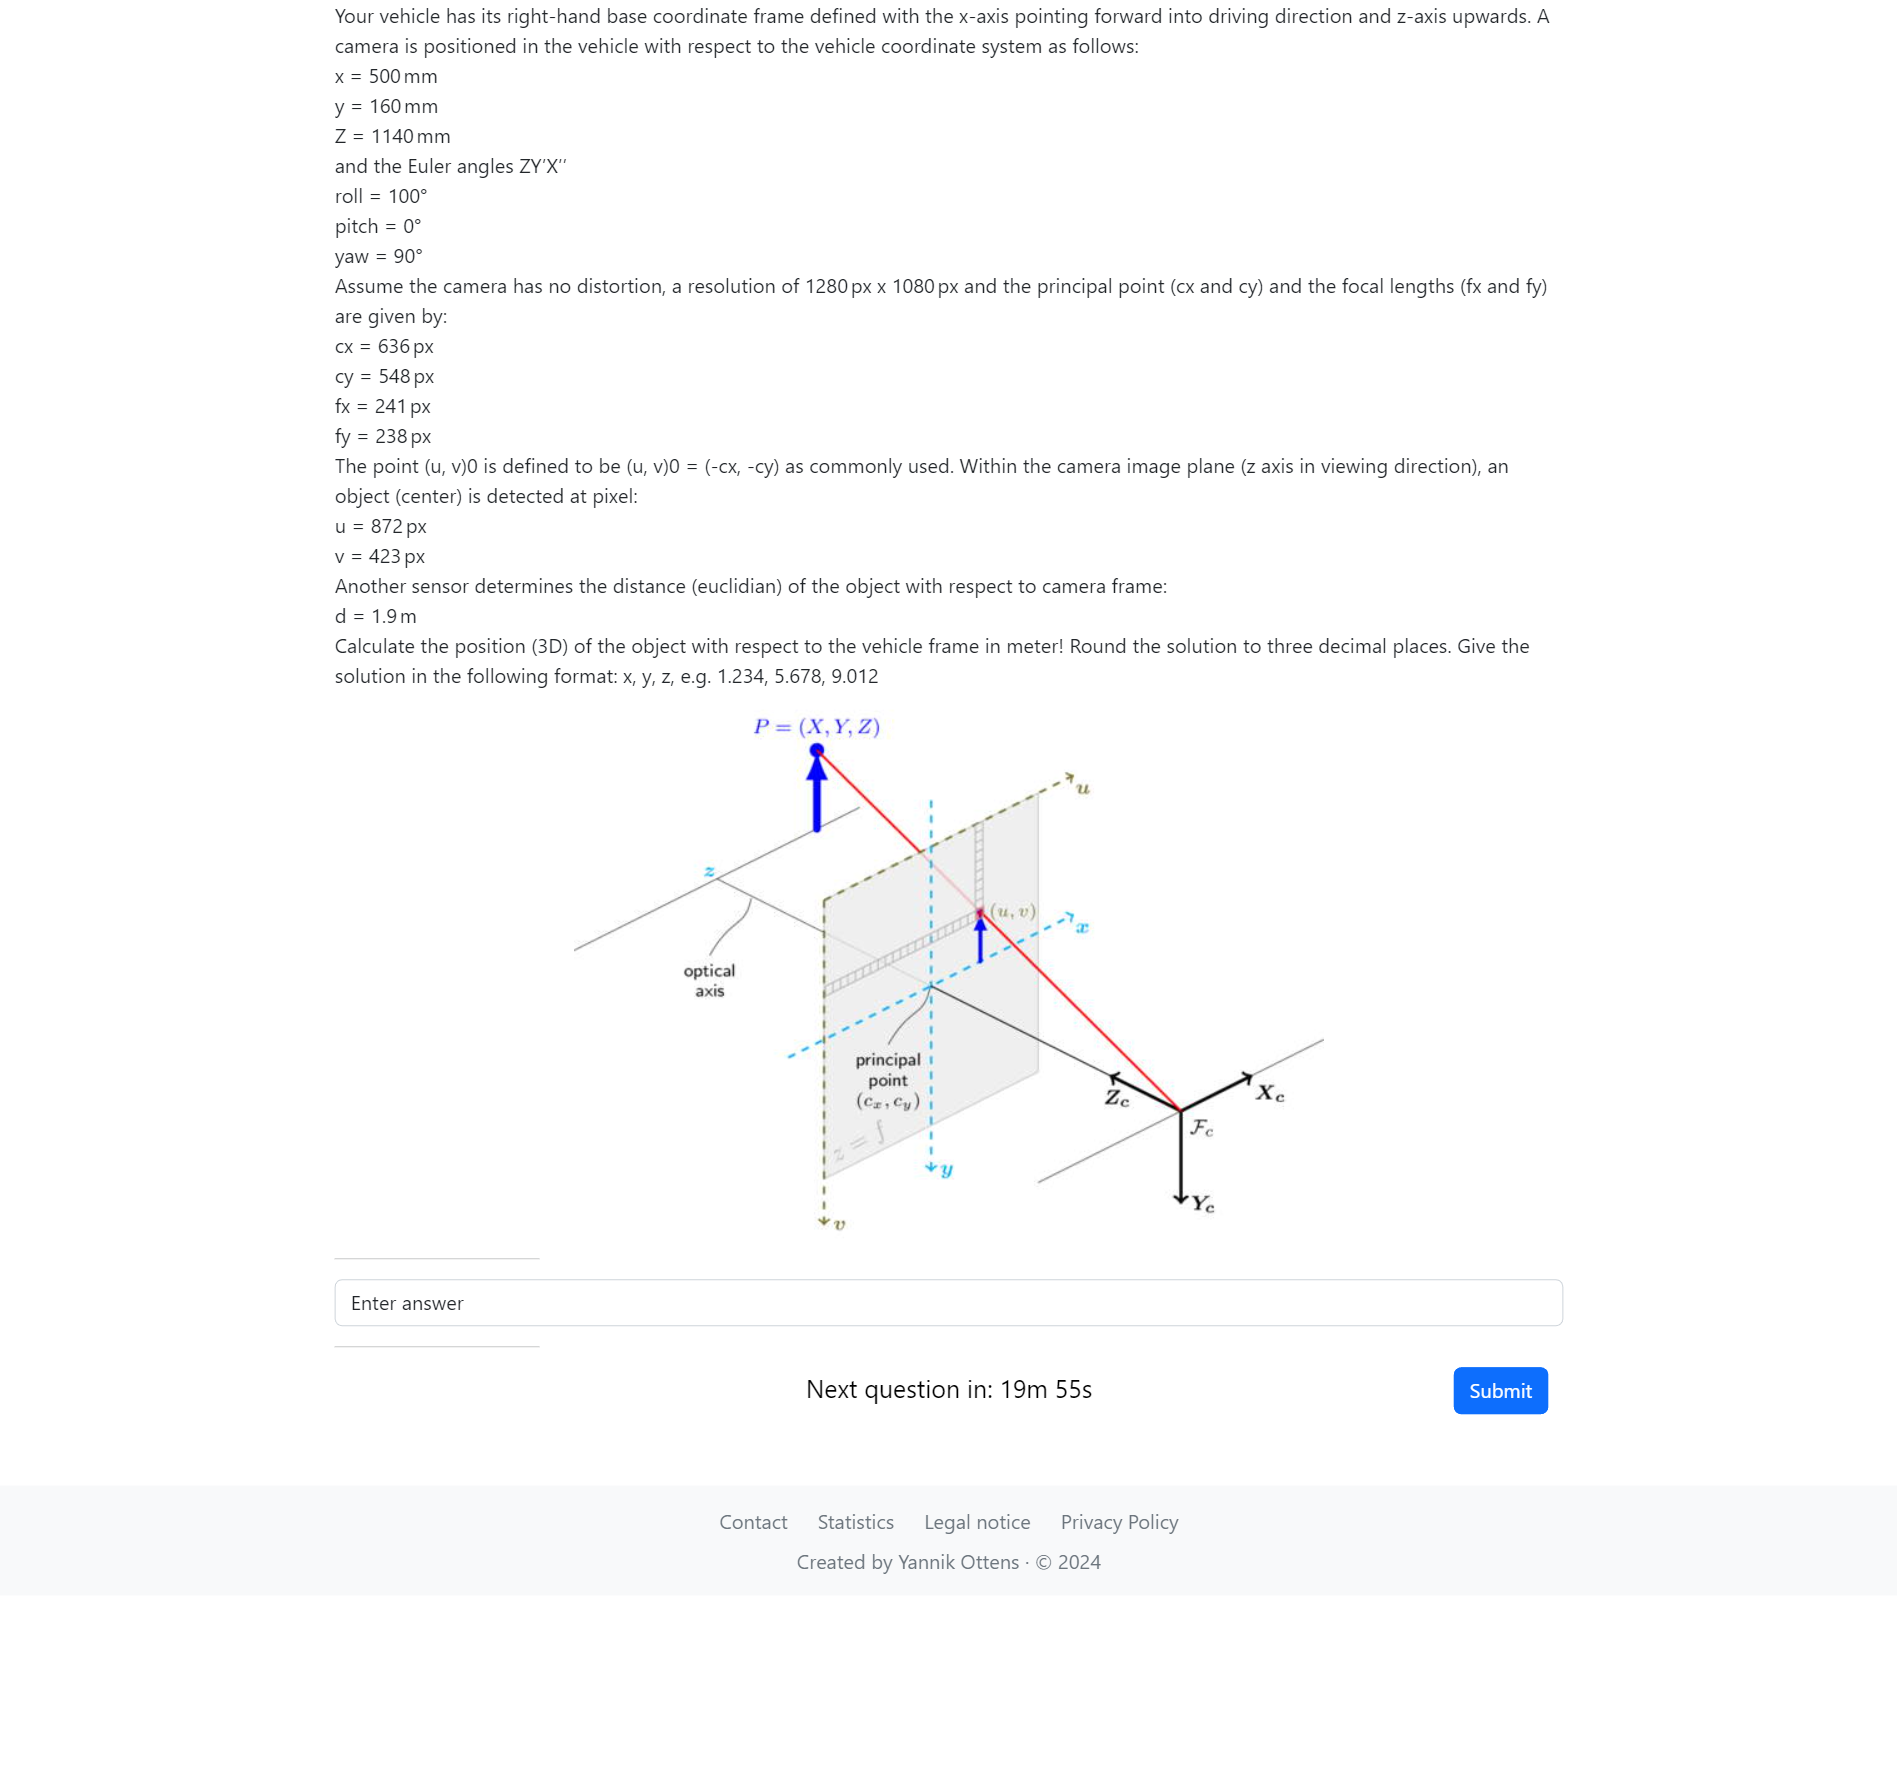 Your vehicle has its right-hand base coordinate frame defined with the x-axis pointing forward into driving direction and z-axis upwards. A
camera is positioned in the vehicle with respect to the vehicle coordinate system as follows:
x = 500 mm
y = 160 mm
Z = 1140 mm
and the Euler angles ZY′X′′
roll = 100°
pitch = 0°
yaw = 90°
Assume the camera has no distortion, a resolution of 1280 px x 1080 px and the principal point (cx and cy) and the focal lengths (fx and fy)
are given by:
cx = 636 px
cy = 548 px
fx = 241 px
fy = 238 px
The point (u, v)0 is defined to be (u, v)0 = (-cx, -cy) as commonly used. Within the camera image plane (z axis in viewing direction), an
object (center) is detected at pixel:
u = 872 px
v = 423 px
Another sensor determines the distance (euclidian) of the object with respect to camera frame:
d = 1.9 m
Calculate the position (3D) of the object with respect to the vehicle frame in meter! Round the solution to three decimal places. Give the
solution in the following format: x, y, z, e.g. 1.234, 5.678, 9.012
P = (X, Y, Z)
u
z
(u, v)
x
optical
axis
principal
point
(cx, cy)
z = f
y
v
Zc
Xc
Fc
Yc
Enter answer
Next question in: 19m 55s
Submit
Contact Statistics Legal notice Privacy Policy
Created by Yannik Ottens · © 2024